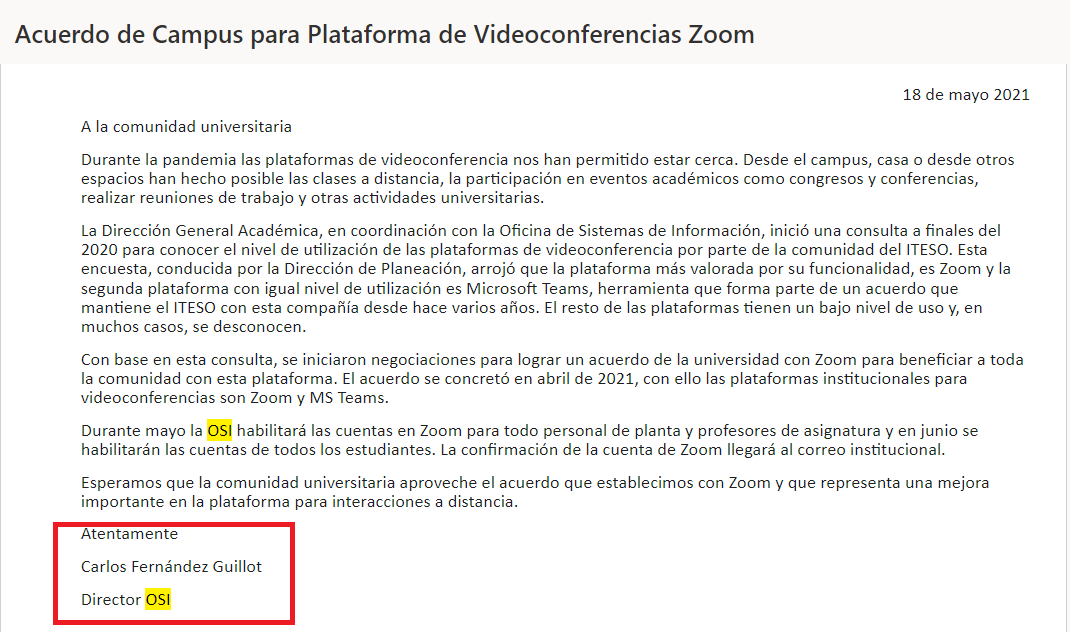 Acuerdo de Campus para Plataforma de Videoconferencias Zoom
18 de mayo 2021
A la comunidad universitaria
Durante la pandemia las plataformas de videoconferencia nos han permitido estar cerca. Desde el campus, casa o desde otros
espacios han hecho posible las clases a distancia, la participación en eventos académicos como congresos y conferencias,
realizar reuniones de trabajo y otras actividades universitarias.
La Dirección General Académica, en coordinación con la Oficina de Sistemas de Información, inició una consulta a finales del
2020 para conocer el nivel de utilización de las plataformas de videoconferencia por parte de la comunidad del ITESO. Esta
encuesta, conducida por la Dirección de Planeación, arrojó que la plataforma más valorada por su funcionalidad, es Zoom y la
segunda plataforma con igual nivel de utilización es Microsoft Teams, herramienta que forma parte de un acuerdo que
mantiene el ITESO con esta compañía desde hace varios años. El resto de las plataformas tienen un bajo nivel de uso y, en
muchos casos, se desconocen.
Con base en esta consulta, se iniciaron negociaciones para lograr un acuerdo de la universidad con Zoom para beneficiar a toda
la comunidad con esta plataforma. El acuerdo se concretó en abril de 2021, con ello las plataformas institucionales para
videoconferencias son Zoom y MS Teams.
Durante mayo la OSI habilitará las cuentas en Zoom para todo personal de planta y profesores de asignatura y en junio se
habilitarán las cuentas de todos los estudiantes. La confirmación de la cuenta de Zoom llegará al correo institucional.
Esperamos que la comunidad universitaria aproveche el acuerdo que establecimos con Zoom y que representa una mejora
importante en la plataforma para interacciones a distancia.
Atentamente
Carlos Fernández Guillot
Director OSI